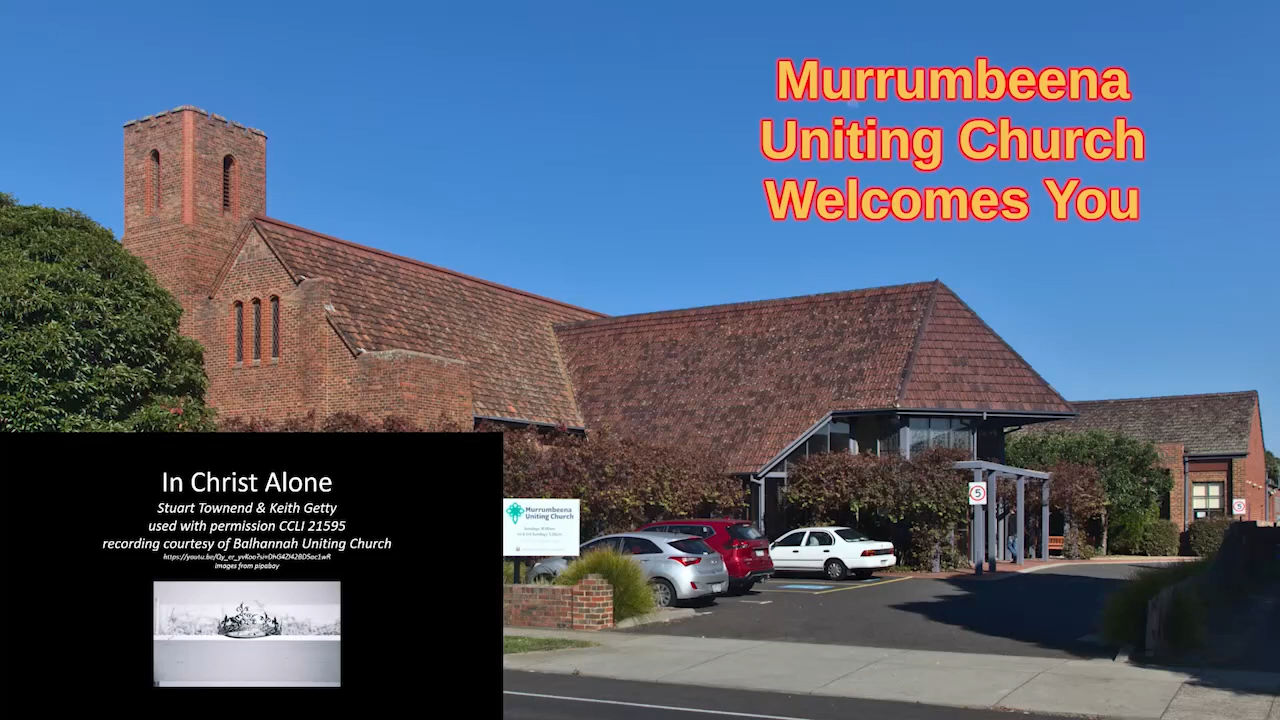 Murrumbeena
Uniting Church
Welcomes You
In Christ Alone
Stuart Townend & Keith Getty
used with permission CCLI 21595
recording courtesy of Balhannah Uniting Church
images from pipabay
Murrumbeena
Uniting Church
5
5